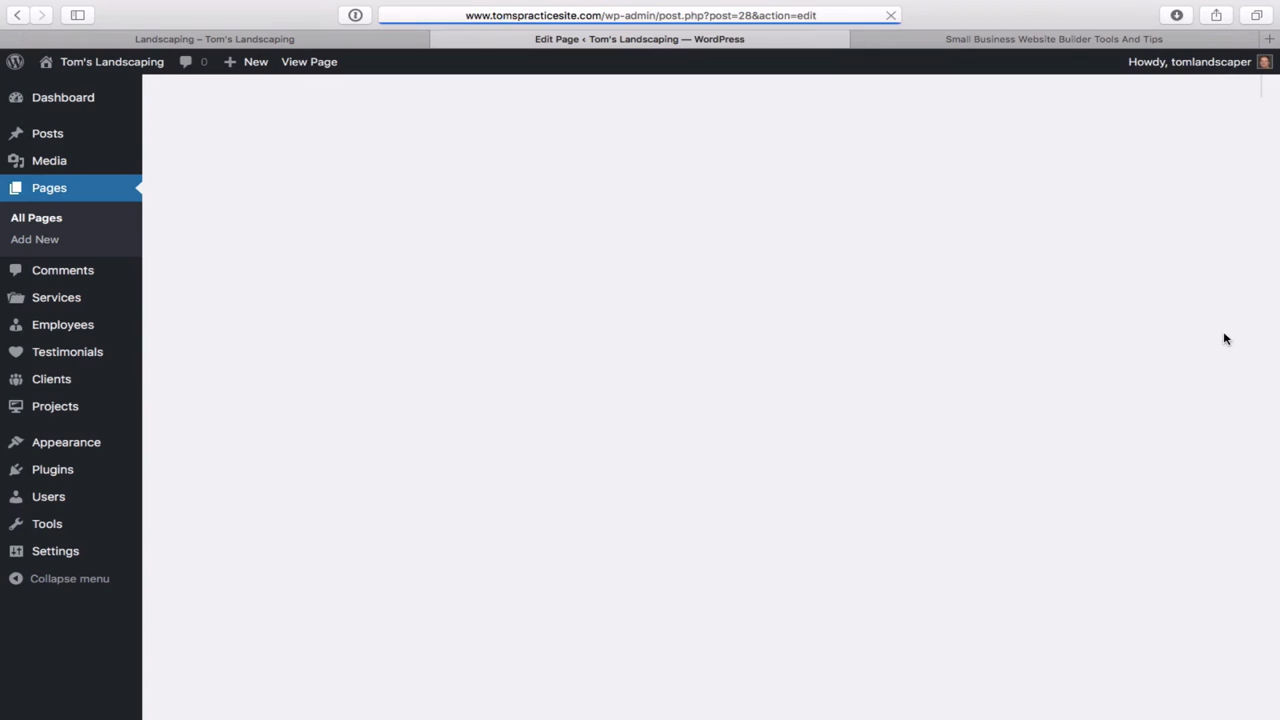 www.tomspracticesite.com/wp-admin/post.php?post=28&action=edit
Landscaping – Tom's Landscaping
Edit Page ‹ Tom's Landscaping — WordPress
Small Business Website Builder Tools And Tips
Tom's Landscaping
0
New
View Page
Howdy, tomlandscaper
Dashboard
Posts
Media
Pages
All Pages
Add New
Comments
Services
Employees
Testimonials
Clients
Projects
Appearance
Plugins
Users
Tools
Settings
Collapse menu